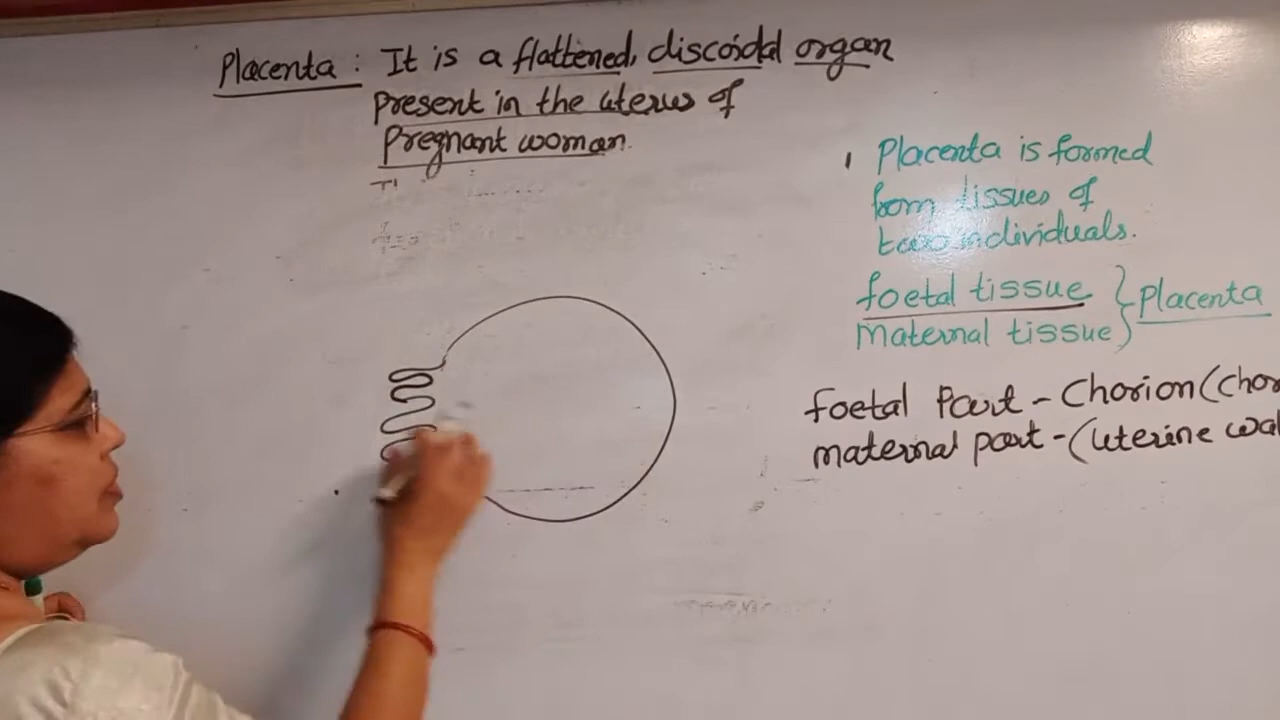 Placenta : It is a flattened, discoidal organ
Present in the uterus of
Pregnant woman.
1 Placenta is formed
from tissues of
two individuals.
foetal tissue } Placenta
Maternal tissue
foetal Part - Chorion (chor
maternal part - (uterine wal